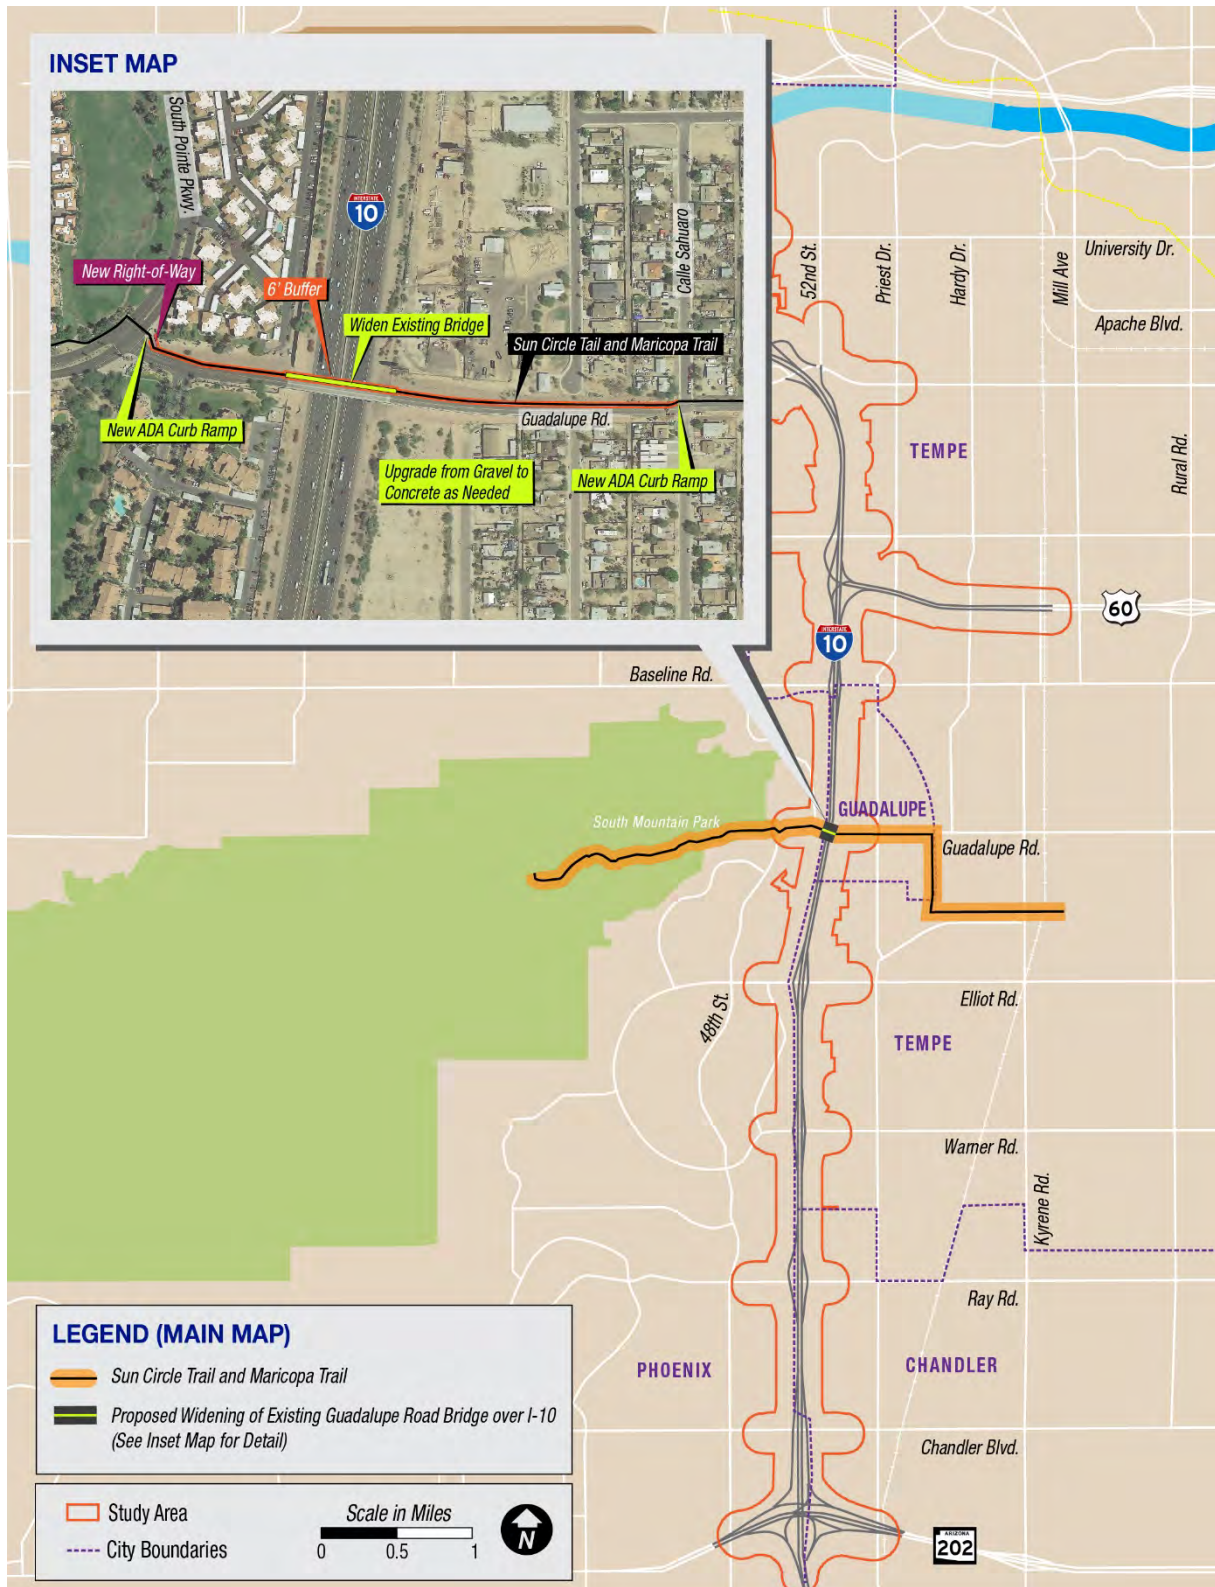 INSET MAP
South Pointe Pkwy.
INTERSTATE
10
Calle Sahuaro
New Right-of-Way
6' Buffer
Widen Existing Bridge
Sun Circle Tail and Maricopa Trail
New ADA Curb Ramp
Guadalupe Rd.
Upgrade from Gravel to
Concrete as Needed
New ADA Curb Ramp
52nd St.
Priest Dr.
Hardy Dr.
Mill Ave
University Dr.
Apache Blvd.
TEMPE
Rural Rd.
60
INTERSTATE
10
Baseline Rd.
GUADALUPE
South Mountain Park
Guadalupe Rd.
48th St.
Elliot Rd.
TEMPE
Warner Rd.
Kyrene Rd.
Ray Rd.
PHOENIX
CHANDLER
Chandler Blvd.
ARIZONA
202
LEGEND (MAIN MAP)
Sun Circle Trail and Maricopa Trail
Proposed Widening of Existing Guadalupe Road Bridge over I-10
(See Inset Map for Detail)
Study Area
City Boundaries
Scale in Miles
0 0.5 1
N